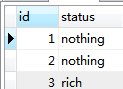 id status
1 nothing
2 nothing
3 rich